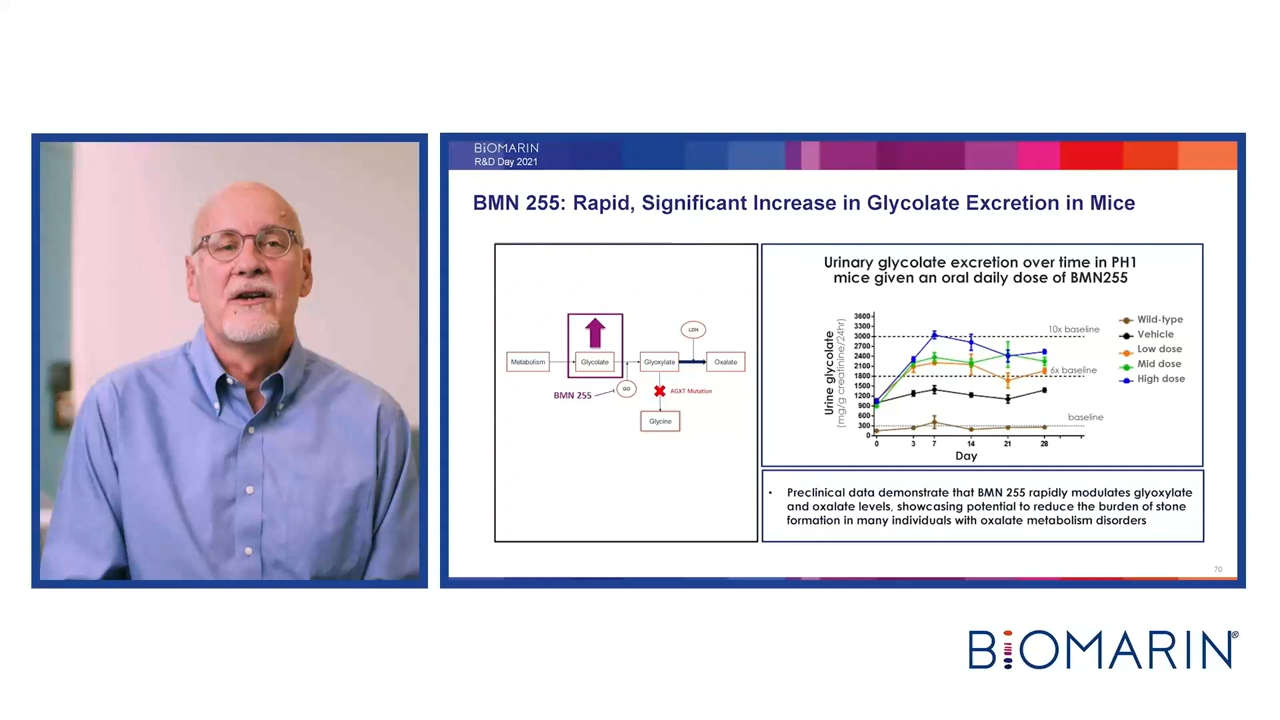 BIOMARIN
R&D Day 2021
BMN 255: Rapid, Significant Increase in Glycolate Excretion in Mice
LDH
Metabolism
Glycolate
Glyoxylate
Oxalate
BMN 255
GO
AGXT Mutation
Glycine
Urinary glycolate excretion over time in PH1
mice given an oral daily dose of BMN255
Urine glycolate
(mg/g creatinine/24hr)
3600
3300
3000
2700
2400
2100
1800
1500
1200
900
600
300
0
10x baseline
6x baseline
baseline
0 3 7 14 21 28
Day
Wild-type
Vehicle
Low dose
Mid dose
High dose
• Preclinical data demonstrate that BMN 255 rapidly modulates glyoxylate
and oxalate levels, showcasing potential to reduce the burden of stone
formation in many individuals with oxalate metabolism disorders
70
BIOMARIN®